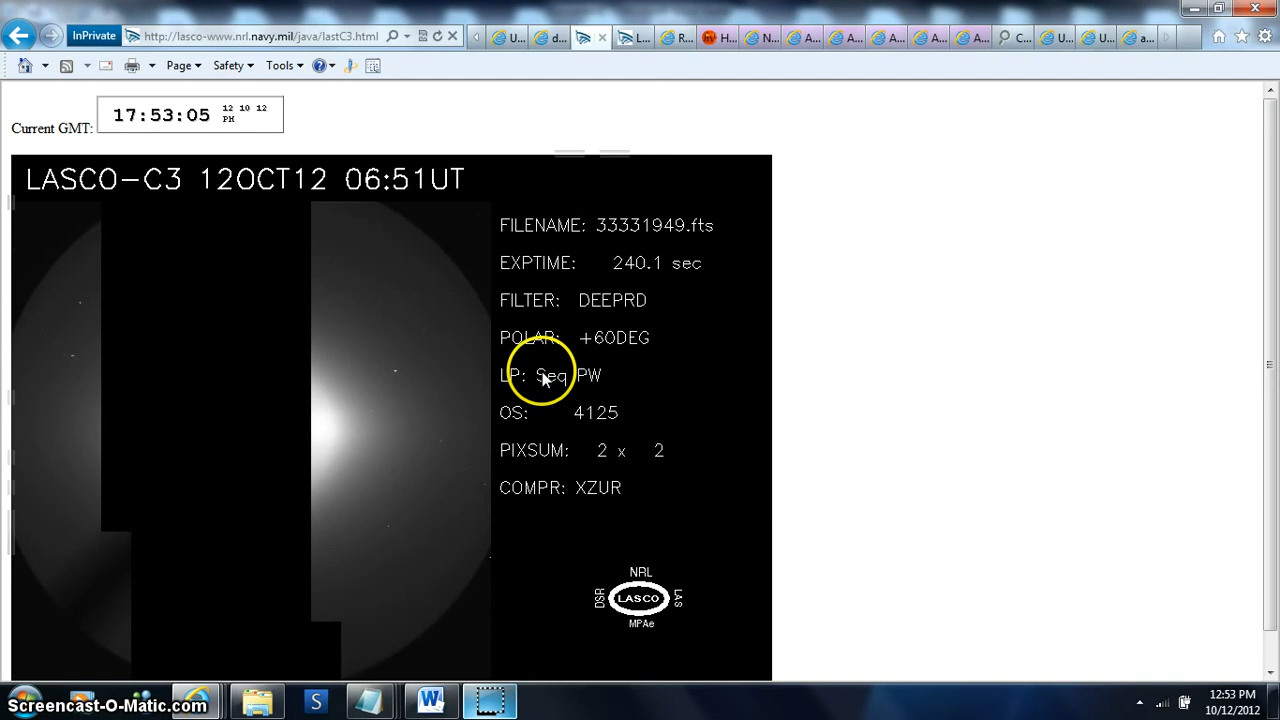 InPrivate
http://lasco-www.nrl.navy.mil/java/lastC3.html
U...
d...
L...
R...
H...
N...
A...
A...
A...
A...
A...
C...
U...
U...
a...
Page
Safety
Tools
Current GMT:
17:53:05
12 10 12
PM
LASCO-C3 12OCT12 06:51UT
FILENAME: 33331949.fts
EXPTIME: 240.1 sec
FILTER: DEEPRD
POLAR: +60DEG
LP: Seq PW
OS: 4125
PIXSUM: 2 x 2
COMPR: XZUR
NRL
DSR
LASCO
LAS
MPAe
S
W
12:53 PM
10/12/2012
Screencast-O-Matic.com